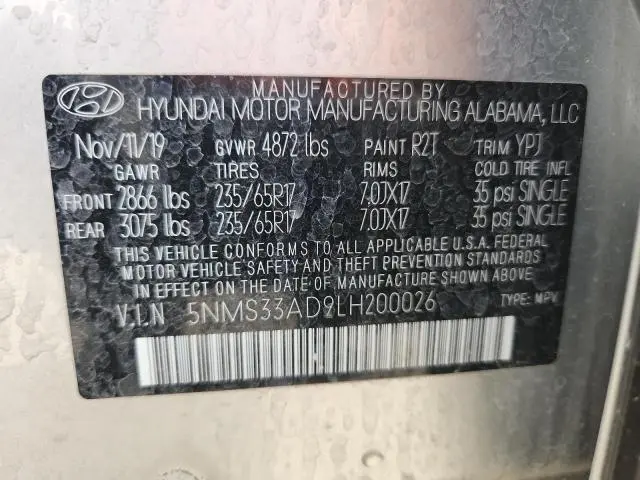 MANUFACTURED BY
HYUNDAI MOTOR MANUFACTURING ALABAMA, LLC
Nov/11/19 GVWR 4872 lbs PAINT R2T TRIM YPJ
GAWR TIRES RIMS COLD TIRE INFL
FRONT 2866 lbs 235/65R17 7.0JX17 35 psi SINGLE
REAR 3075 lbs 235/65R17 7.0JX17 35 psi SINGLE
THIS VEHICLE CONFORMS TO ALL APPLICABLE U.S.A. FEDERAL
MOTOR VEHICLE SAFETY AND THEFT PREVENTION STANDARDS
IN EFFECT ON THE DATE OF MANUFACTURE SHOWN ABOVE.
V.I.N 5NMS33AD9LH200026 TYPE: MPV